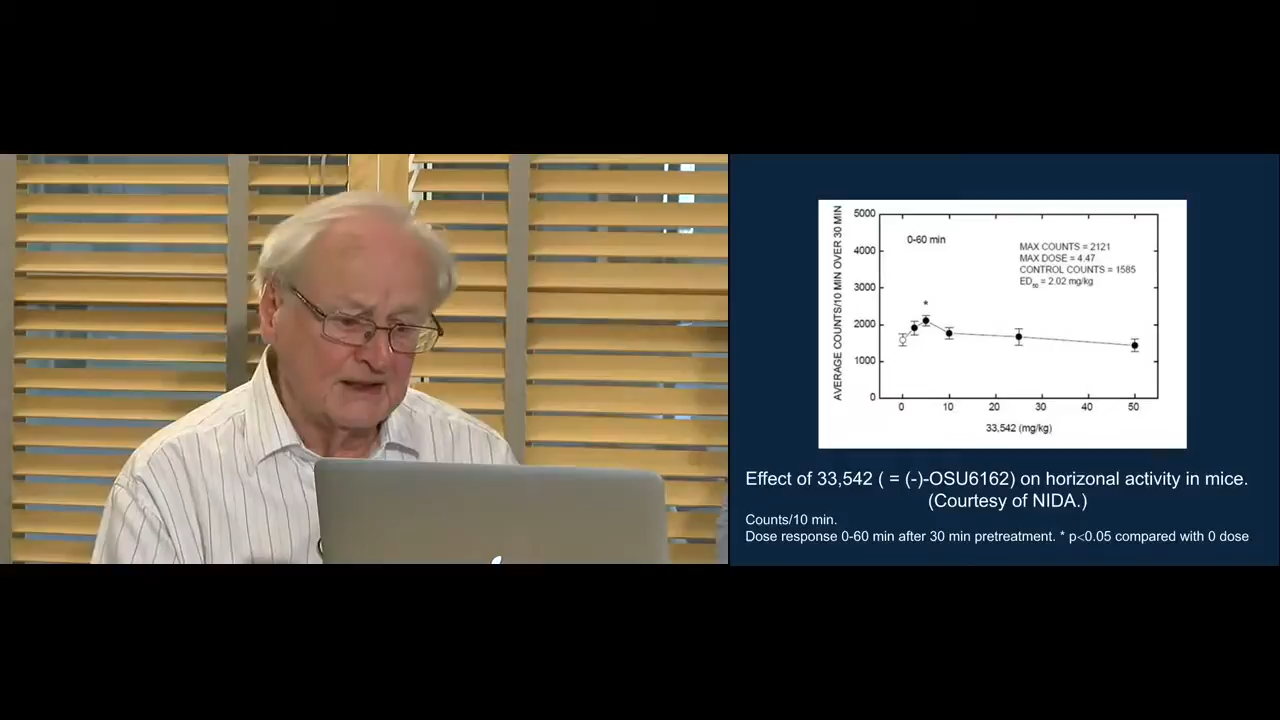 AVERAGE COUNTS/10 MIN OVER 30 MIN
5000
4000
3000
2000
1000
0
0-60 min
MAX COUNTS = 2121
MAX DOSE = 4.47
CONTROL COUNTS = 1585
ED50 = 2.02 mg/kg
*
0 10 20 30 40 50
33,542 (mg/kg)
Effect of 33,542 ( = (-)-OSU6162) on horizonal activity in mice.
(Courtesy of NIDA.)
Counts/10 min.
Dose response 0-60 min after 30 min pretreatment. * p<0.05 compared with 0 dose